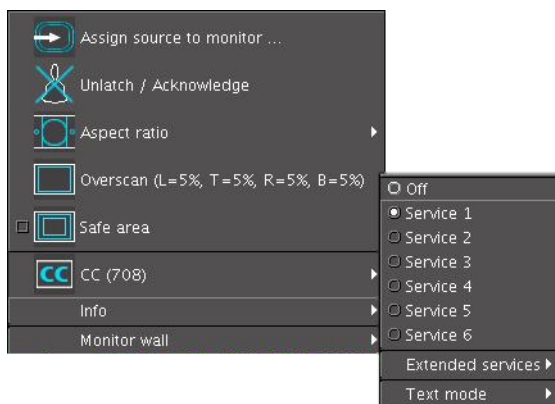 Assign source to monitor ...
Unlatch / Acknowledge
Aspect ratio
Overscan (L=5%, T=5%, R=5%, B=5%)
Safe area
CC CC (708)
Info
Monitor wall
Off
Service 1
Service 2
Service 3
Service 4
Service 5
Service 6
Extended services
Text mode